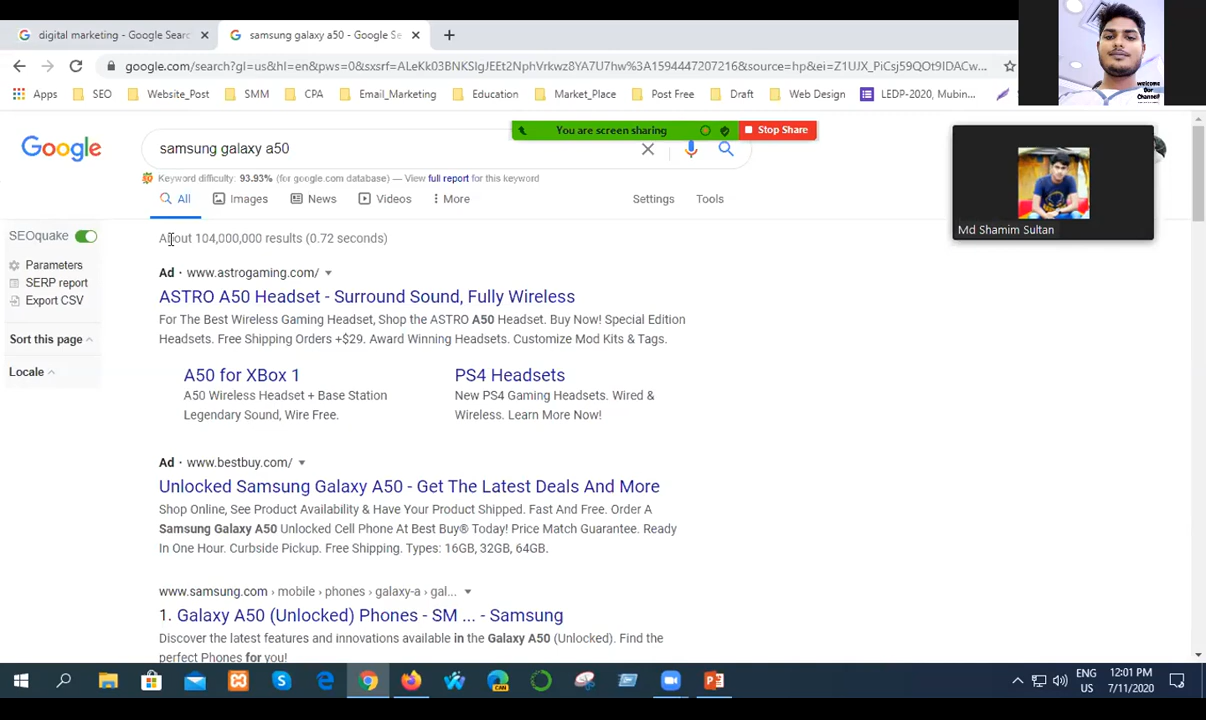 digital marketing - Google Sear
samsung galaxy a50 - Google Se
google.com/search?gl=us&hl=en&pws=0&sxsrf=ALeKk03BNKSIgJEEt2NphVrkwz8YA7U7hw%3A1594447207216&source=hp&ei=Z1UJX_PiCsj59QOt9IDACw...
Apps SEO Website_Post SMM CPA Email_Marketing Education Market_Place Post Free Draft Web Design LEDP-2020, Mubin...
welcome
Our
Channel
You are screen sharing Stop Share
Google samsung galaxy a50
Keyword difficulty: 93.93% (for google.com database) — View full report for this keyword
All Images News Videos More Settings Tools
Md Shamim Sultan
SEOquake
Parameters
SERP report
Export CSV
Sort this page
Locale
About 104,000,000 results (0.72 seconds)
Ad · www.astrogaming.com/
ASTRO A50 Headset - Surround Sound, Fully Wireless
For The Best Wireless Gaming Headset, Shop the ASTRO A50 Headset. Buy Now! Special Edition
Headsets. Free Shipping Orders +$29. Award Winning Headsets. Customize Mod Kits & Tags.
A50 for XBox 1
A50 Wireless Headset + Base Station
Legendary Sound, Wire Free.
PS4 Headsets
New PS4 Gaming Headsets. Wired &
Wireless. Learn More Now!
Ad · www.bestbuy.com/
Unlocked Samsung Galaxy A50 - Get The Latest Deals And More
Shop Online, See Product Availability & Have Your Product Shipped. Fast And Free. Order A
Samsung Galaxy A50 Unlocked Cell Phone At Best Buy® Today! Price Match Guarantee. Ready
In One Hour. Curbside Pickup. Free Shipping. Types: 16GB, 32GB, 64GB.
www.samsung.com › mobile › phones › galaxy-a › gal...
1. Galaxy A50 (Unlocked) Phones - SM ... - Samsung
Discover the latest features and innovations available in the Galaxy A50 (Unlocked). Find the
perfect Phones for you!
CAN
ENG
US
12:01 PM
7/11/2020